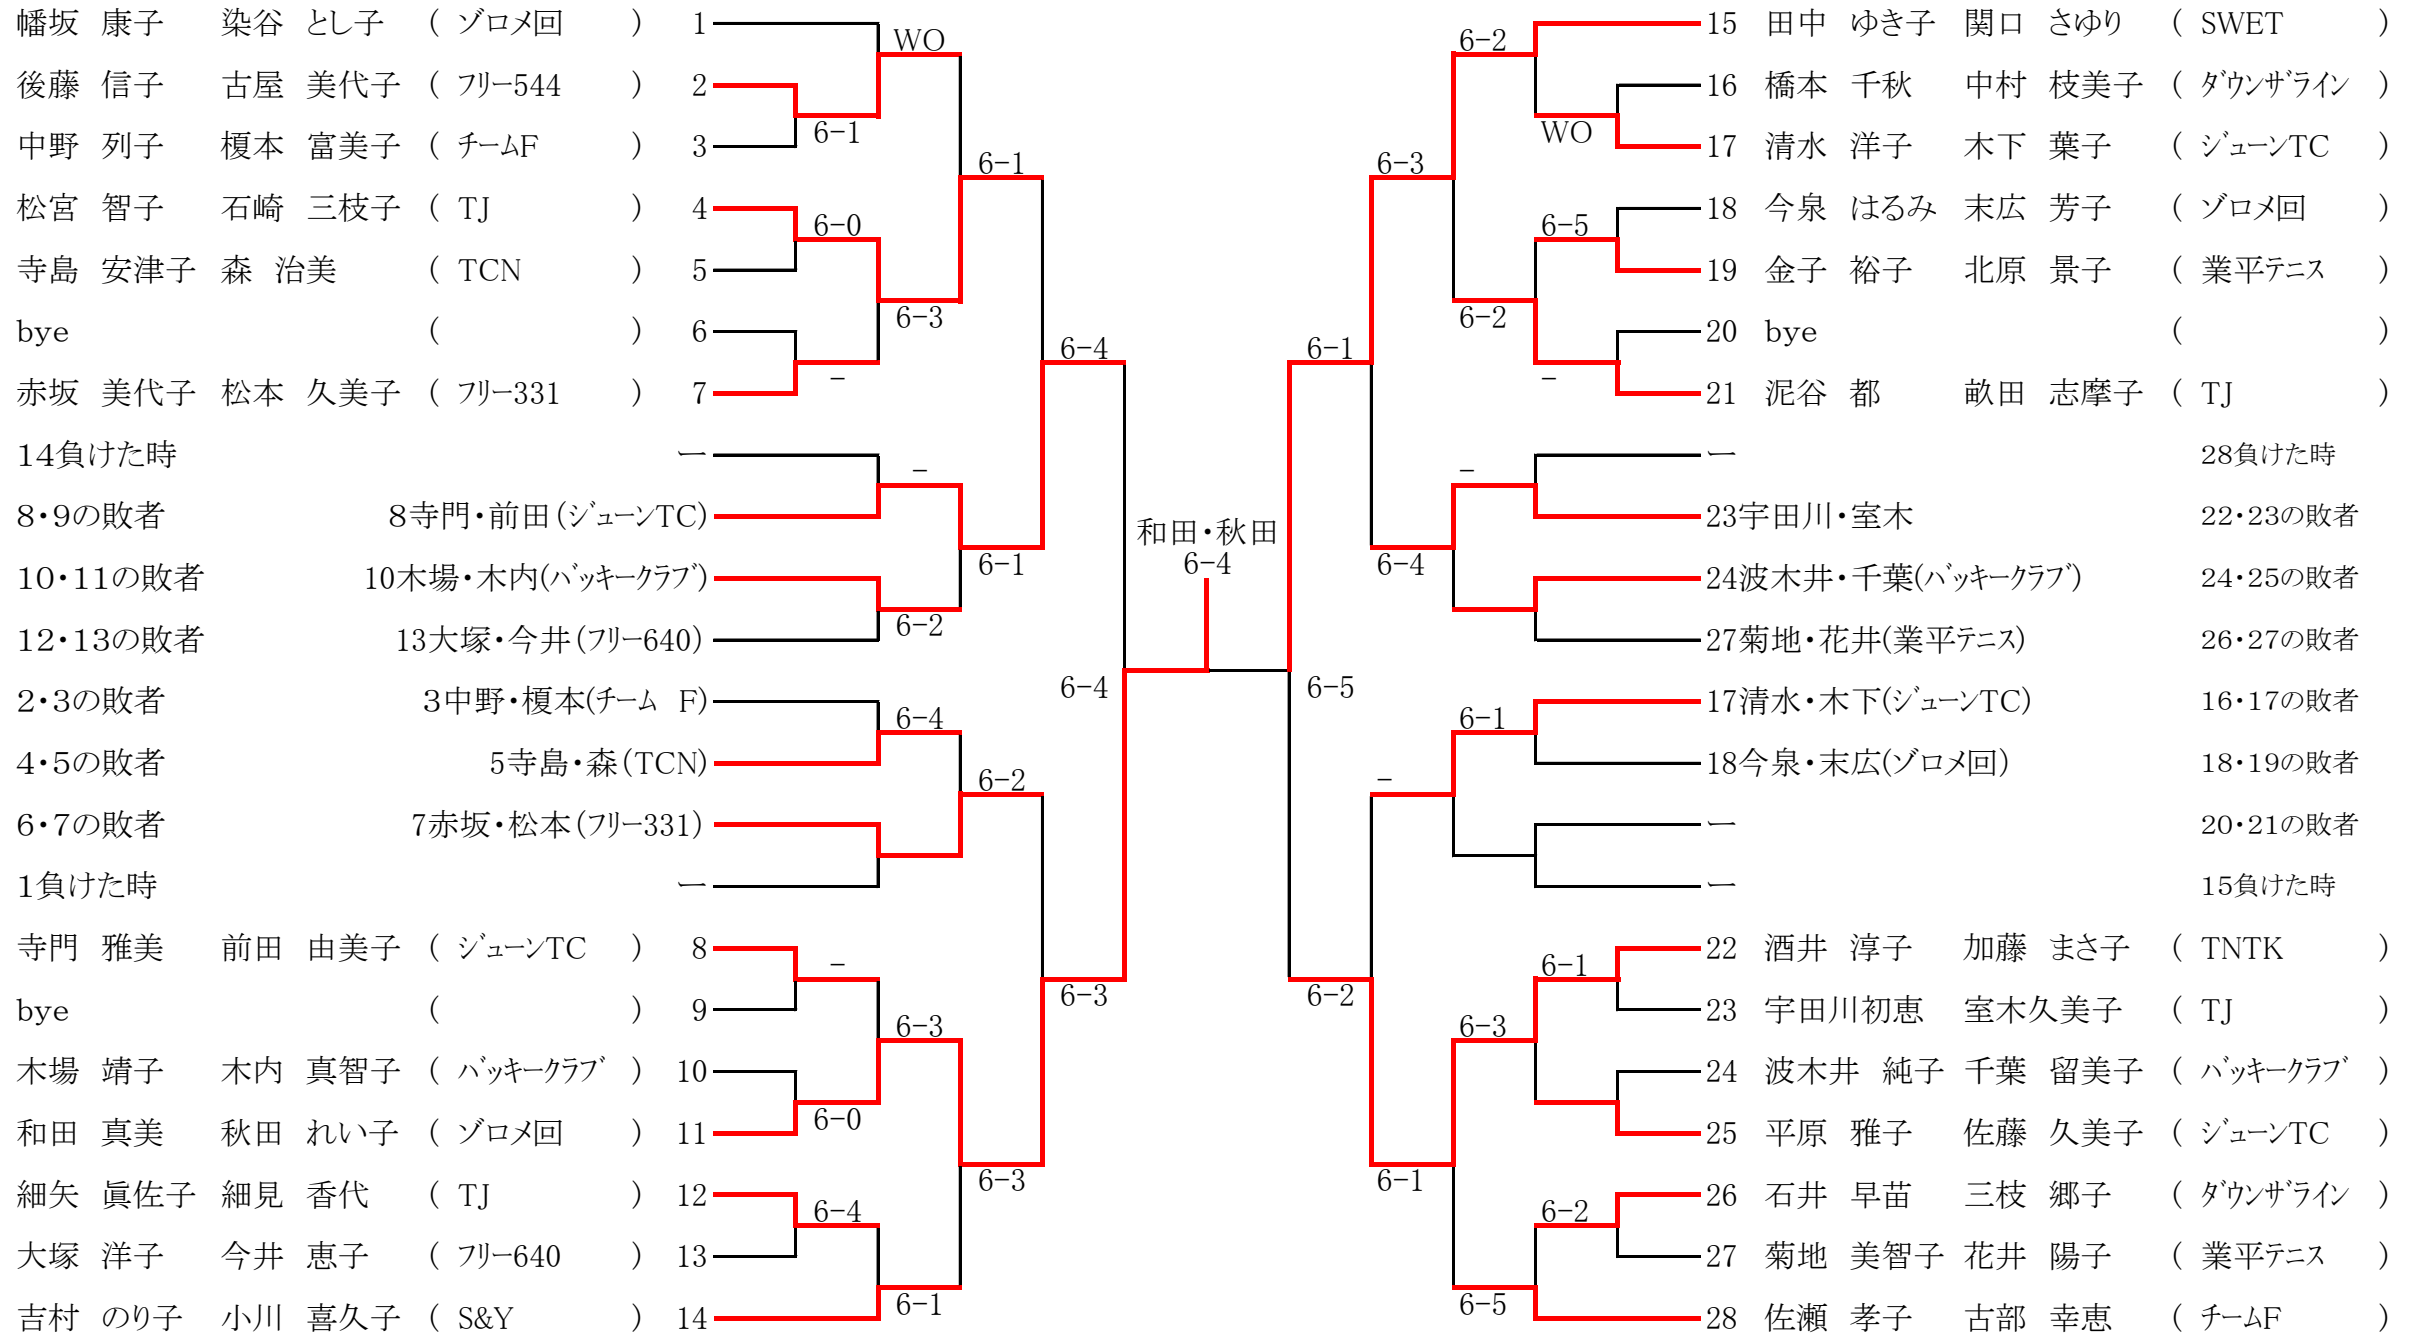 幡坂 康子 染谷 とし子 ( ゾロメ回 ) 1 15 田中 ゆき子 関口 さゆり ( SWET )
WO 6-2
後藤 信子 古屋 美代子 ( フリー544 ) 2 16 橋本 千秋 中村 枝美子 ( ダウンザライン )
6-1 WO
中野 列子 榎本 富美子 ( チームF ) 3 17 清水 洋子 木下 葉子 ( ジューンTC )
6-1 6-3
松宮 智子 石崎 三枝子 ( TJ ) 4 18 今泉 はるみ 末広 芳子 ( ゾロメ回 )
6-0 6-5
寺島 安津子 森 治美 ( TCN ) 5 19 金子 裕子 北原 景子 ( 業平テニス )
6-3 6-2
bye ( ) 6 20 bye ( )
6-4 6-1
- -
赤坂 美代子 松本 久美子 ( フリー331 ) 7 21 泥谷 都 畝田 志摩子 ( TJ )
14負けた時 ー ー 28負けた時
- -
8・9の敗者 8寺門・前田(ジューンTC) 23宇田川・室木 22・23の敗者
和田・秋田
6-1 6-4 6-4
10・11の敗者 10木場・木内(バッキークラブ) 24波木井・千葉(バッキークラブ) 24・25の敗者
6-2
12・13の敗者 13大塚・今井(フリー640) 27菊地・花井(業平テニス) 26・27の敗者
6-4 6-5
2・3の敗者 3中野・榎本(チーム F) 17清水・木下(ジューンTC) 16・17の敗者
6-4 6-1
4・5の敗者 5寺島・森(TCN) 18今泉・末広(ゾロメ回) 18・19の敗者
6-2 -
6・7の敗者 7赤坂・松本(フリー331) ー 20・21の敗者
1負けた時 ー ー 15負けた時
寺門 雅美 前田 由美子 ( ジューンTC ) 8 22 酒井 淳子 加藤 まさ子 ( TNTK )
- 6-1
6-3 6-2
bye ( ) 9 23 宇田川初恵 室木久美子 ( TJ )
6-3 6-3
木場 靖子 木内 真智子 ( バッキークラブ ) 10 24 波木井 純子 千葉 留美子 ( バッキークラブ )
6-0
和田 真美 秋田 れい子 ( ゾロメ回 ) 11 25 平原 雅子 佐藤 久美子 ( ジューンTC )
6-3 6-1
細矢 眞佐子 細見 香代 ( TJ ) 12 26 石井 早苗 三枝 郷子 ( ダウンザライン )
6-4 6-2
大塚 洋子 今井 恵子 ( フリー640 ) 13 27 菊地 美智子 花井 陽子 ( 業平テニス )
6-1 6-5
吉村 のり子 小川 喜久子 ( S&Y ) 14 28 佐瀬 孝子 古部 幸恵 ( チームF )